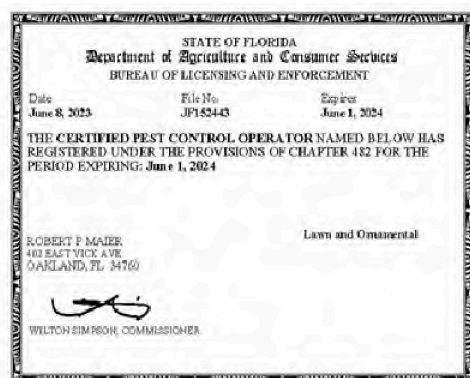 STATE OF FLORIDA
Department of Agriculture and Consumer Services
BUREAU OF LICENSING AND ENFORCEMENT
Date File No. Expires
June 8, 2023 JF152443 June 1, 2024
THE CERTIFIED PEST CONTROL OPERATOR NAMED BELOW HAS
REGISTERED UNDER THE PROVISIONS OF CHAPTER 482 FOR THE
PERIOD EXPIRING: June 1, 2024
Lawn and Ornamental
ROBERT P MAIER
402 EAST VICK AVE
OAKLAND, FL 34760
WILTON SIMPSON, COMMISSIONER